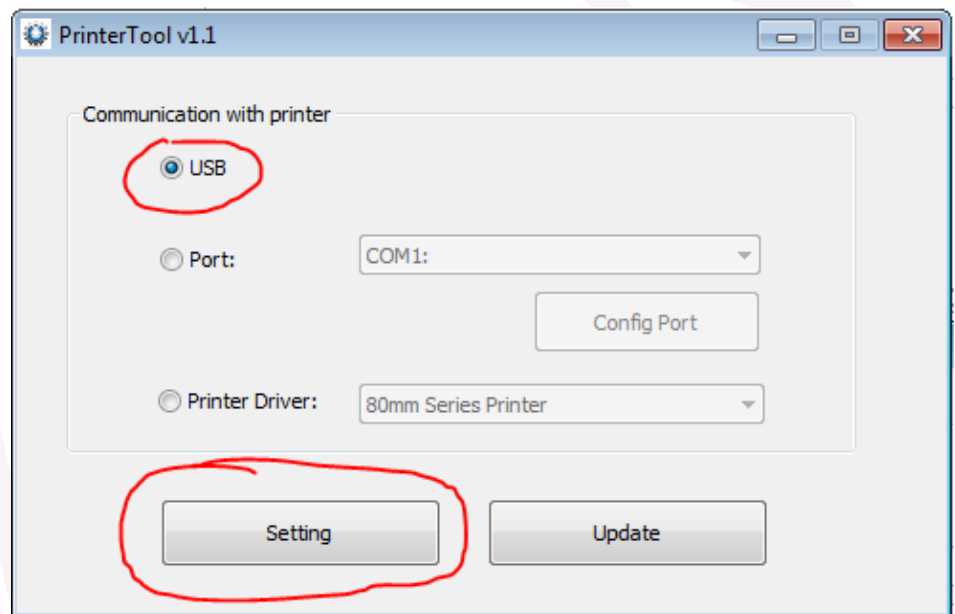 PrinterTool v1.1
Communication with printer
USB
Port:
COM1:
Config Port
Printer Driver:
80mm Series Printer
Setting
Update